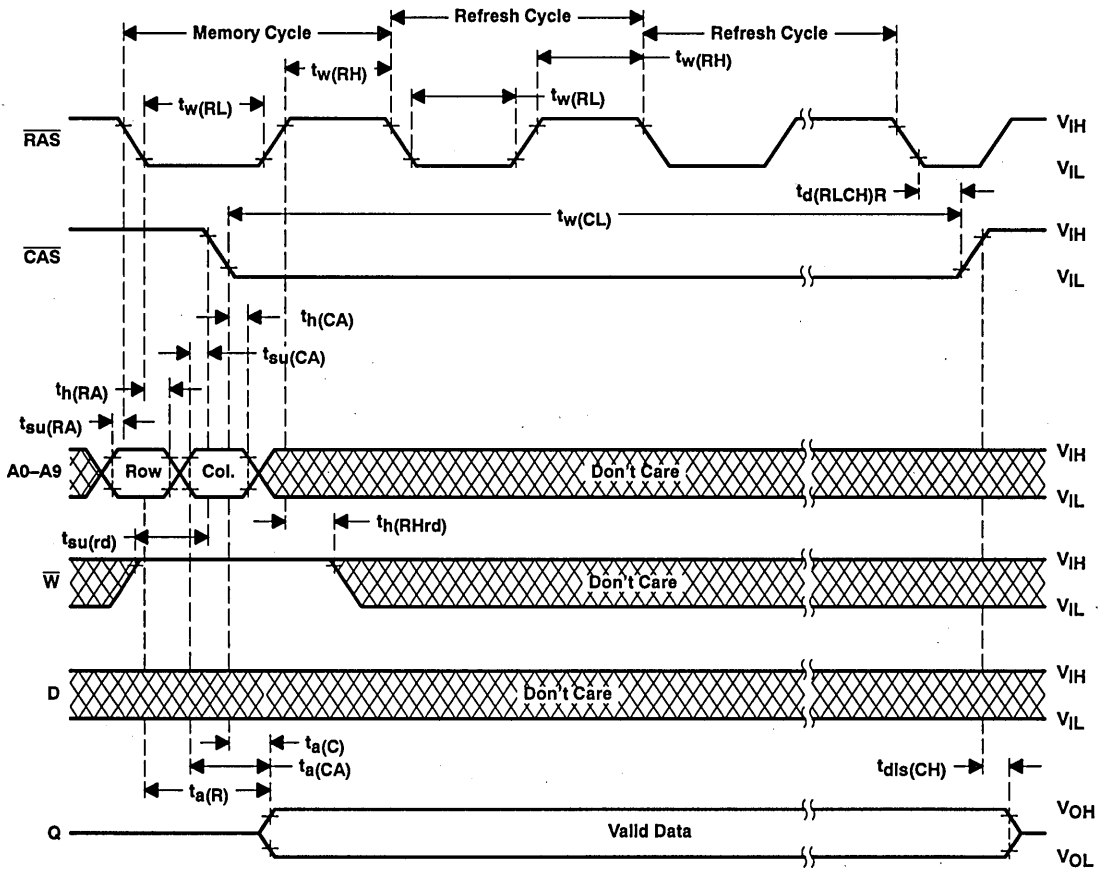 Memory Cycle
Refresh Cycle
Refresh Cycle
tw(RH)
tw(RH)
tw(RL)
tw(RL)
RAS
VIH
VIL
td(RLCH)R
tw(CL)
CAS
VIH
VIL
th(CA)
tsu(CA)
th(RA)
tsu(RA)
A0–A9
Row
Col.
Don't Care
VIH
VIL
tsu(rd)
th(RHrd)
W
Don't Care
VIH
VIL
D
Don't Care
VIH
VIL
ta(C)
ta(CA)
ta(R)
tdis(CH)
Q
Valid Data
VOH
VOL